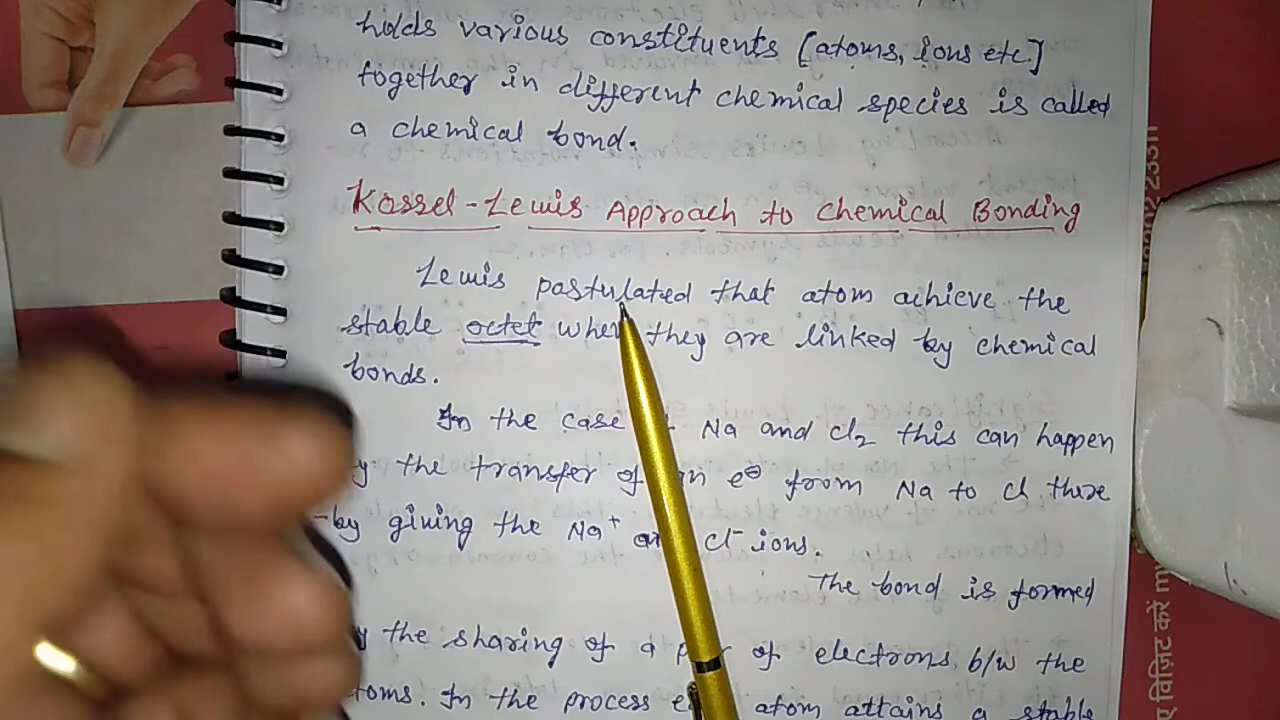 holds various constituents [atoms, ions etc.]
together in different chemical species is called
a chemical bond.
Kossel-Lewis Approach to Chemical Bonding
Lewis postulated that atom achieve the
stable octet when they are linked by chemical
bonds.
In the case Na and Cl2 this can happen
the transfer of an e⊖ from Na to Cl there
-by giving the Na+ Cl- ions.
The bond is formed
the sharing of a of electrons b/w the
In the process atom attains a stable
ए विज़िट करें
1800212331